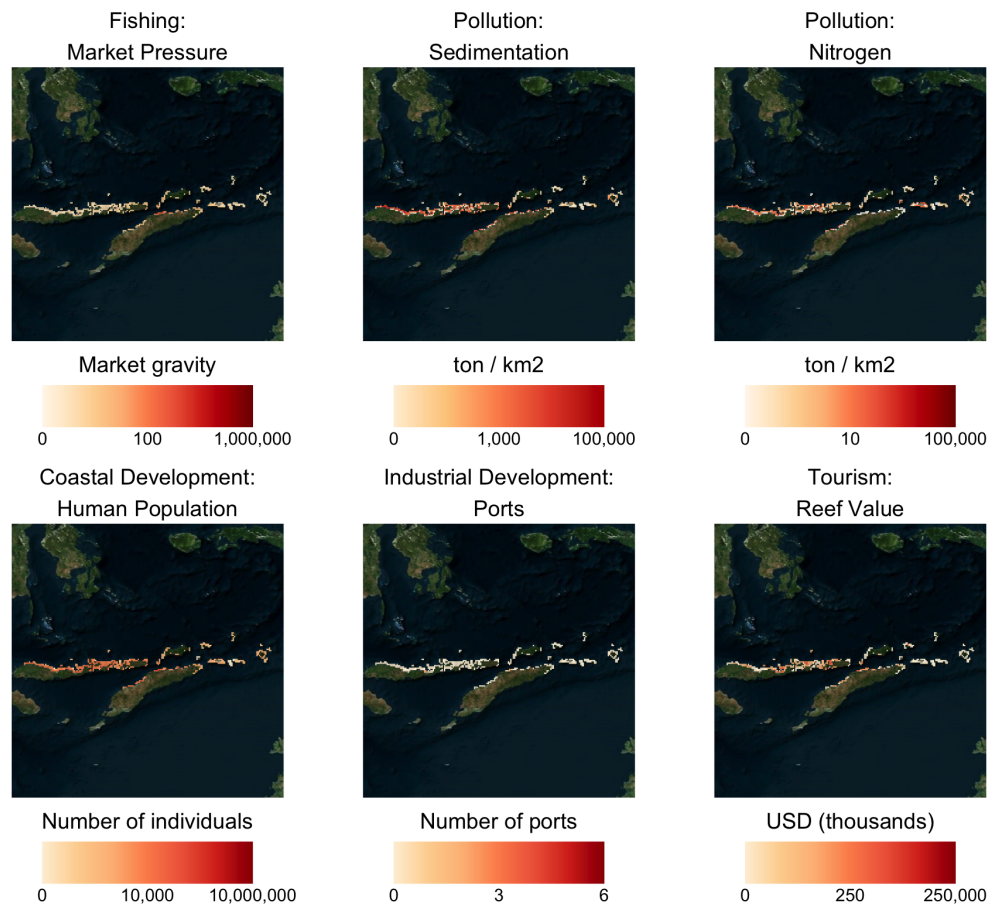 Fishing:
Market Pressure
Pollution:
Sedimentation
Pollution:
Nitrogen
Market gravity
0 100 1,000,000
ton / km2
0 1,000 100,000
ton / km2
0 10 100,000
Coastal Development:
Human Population
Industrial Development:
Ports
Tourism:
Reef Value
Number of individuals
0 10,000 10,000,000
Number of ports
0 3 6
USD (thousands)
0 250 250,000